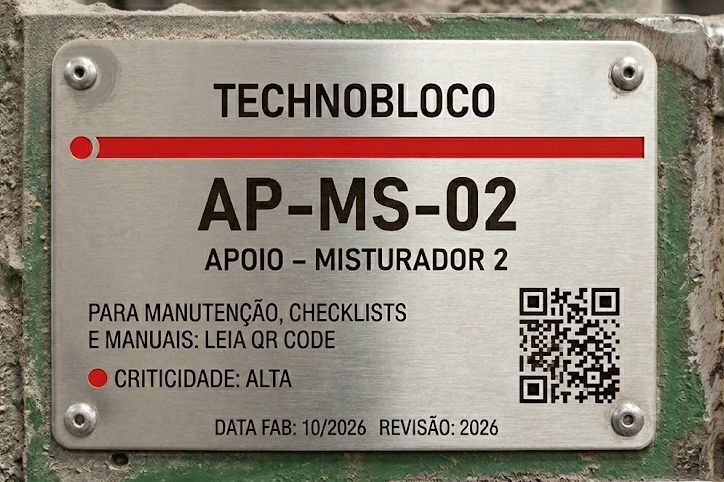 TECHNOBLOCO
AP-MS-02
APOIO – MISTURADOR 2
PARA MANUTENÇÃO, CHECKLISTS
E MANUAIS: LEIA QR CODE
CRITICIDADE: ALTA
DATA FAB: 10/2026 REVISÃO: 2026